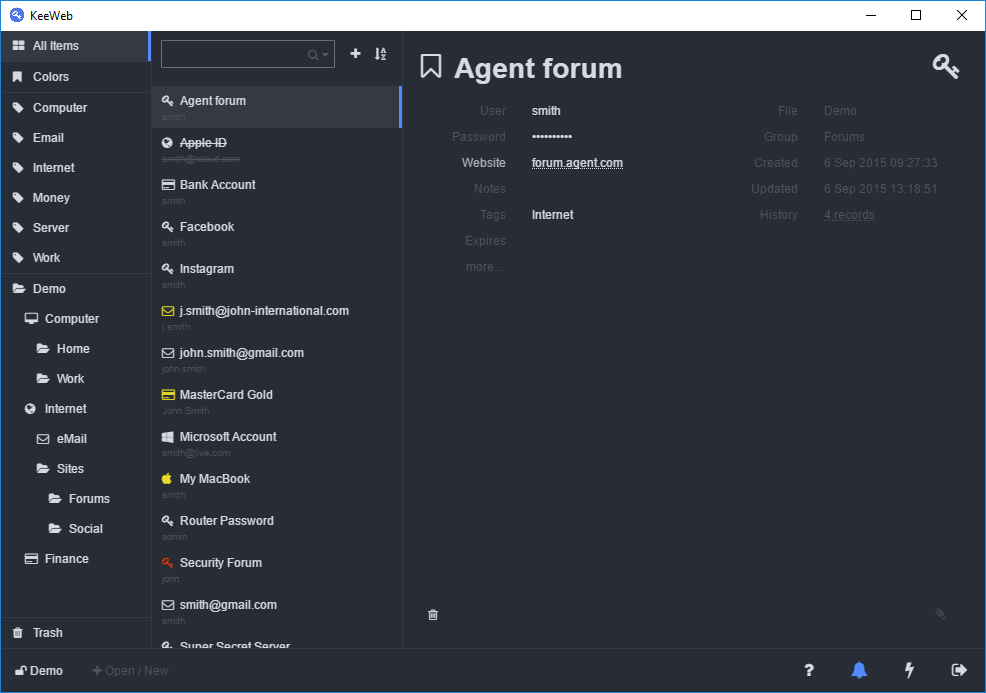 KeeWeb
All Items
Colors
Computer
Email
Internet
Money
Server
Work
Demo
Computer
Home
Work
Internet
eMail
Sites
Forums
Social
Finance
Trash
Agent forum
smith
Apple ID
smith@icloud.com
Bank Account
smith
Facebook
smith
Instagram
smith
j.smith@john-international.com
j.smith
john.smith@gmail.com
john.smith
MasterCard Gold
John Smith
Microsoft Account
smith@live.com
My MacBook
smith
Router Password
admin
Security Forum
john
smith@gmail.com
smith
Super Secret Server
Agent forum
User smith
Password ••••••••••
Website forum.agent.com
Notes
Tags Internet
Expires
more...
File Demo
Group Forums
Created 6 Sep 2015 09:27:33
Updated 6 Sep 2015 13:18:51
History 4 records
Demo
Open / New
?